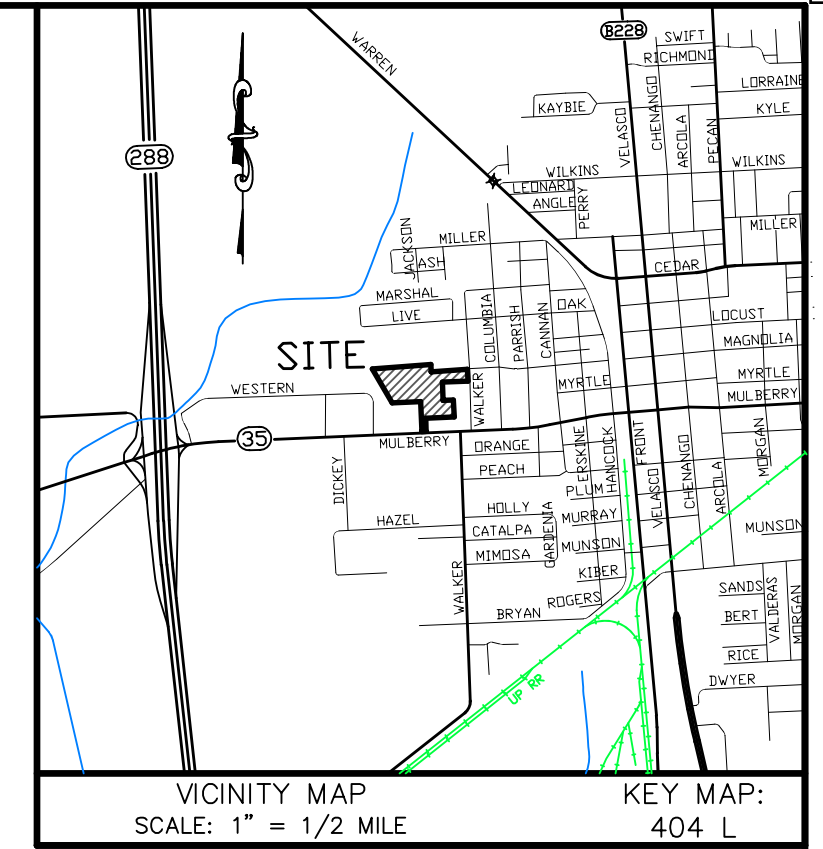 B228
SWIFT
RICHMOND
WARREN
LORRAINE
KAYBIE
KYLE
VELASCO
CHENANGO
ARCOLA
PECAN
288
WILKINS
WILKINS
LEONARD
ANGLE
PERRY
MILLER
JACKSON
MILLER
ASH
CEDAR
MARSHAL
LIVE
OAK
COLUMBIA
PARRISH
CANNAN
LOCUST
MAGNOLIA
SITE
WESTERN
WALKER
MYRTLE
MYRTLE
MULBERRY
35
MULBERRY
ORANGE
PEACH
ERSKINE
HANCOCK
FRONT
VELASCO
CHENANGO
ARCOLA
MORGAN
DICKEY
PLUM
HOLLY
HAZEL
CATALPA
GARDENIA
MURRAY
MUNSON
MIMOSA
MUNSON
KIBER
WALKER
ROGERS
BRYAN
SANDS
BERT
VALDERAS
MORGAN
RICE
DWYER
UP RR
VICINITY MAP
SCALE: 1" = 1/2 MILE
KEY MAP:
404 L